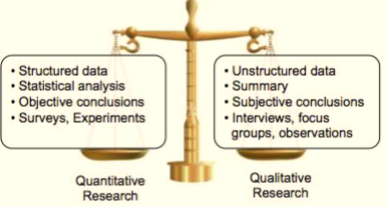 • Structured data
• Statistical analysis
• Objective conclusions
• Surveys, Experiments
• Unstructured data
• Summary
• Subjective conclusions
• Interviews, focus
groups, observations
Quantitative
Research
Qualitative
Research